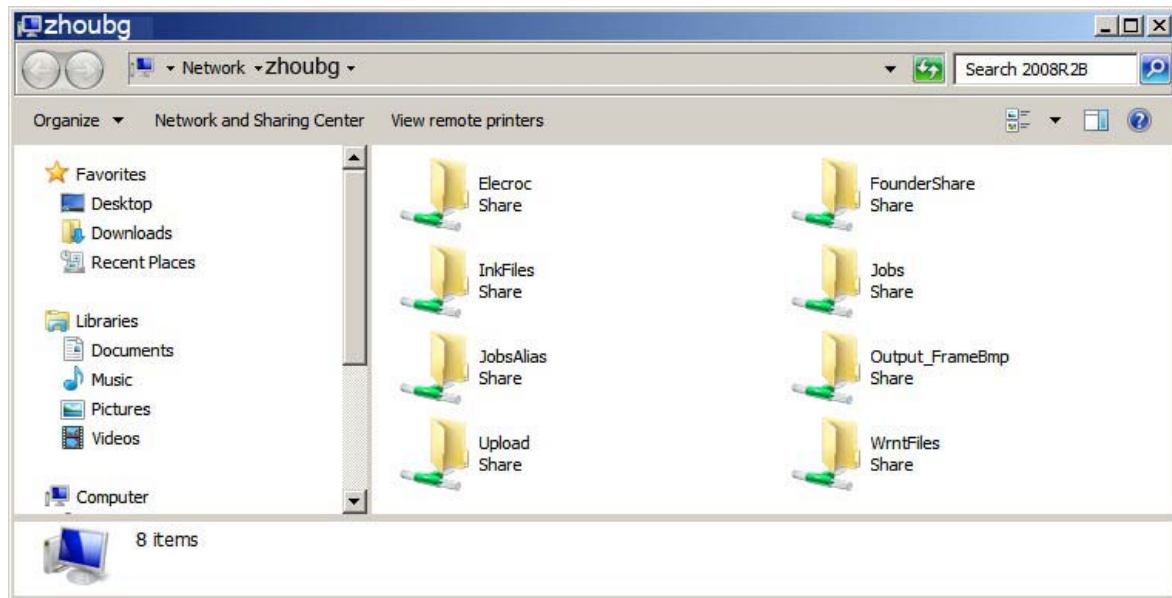 zhoubg
Network zhoubg
Search 2008R2B
Organize Network and Sharing Center View remote printers
Favorites
Desktop
Downloads
Recent Places
Libraries
Documents
Music
Pictures
Videos
Computer
Elecroc
Share
FounderShare
Share
InkFiles
Share
Jobs
Share
JobsAlias
Share
Output_FrameBmp
Share
Upload
Share
WrntFiles
Share
8 items